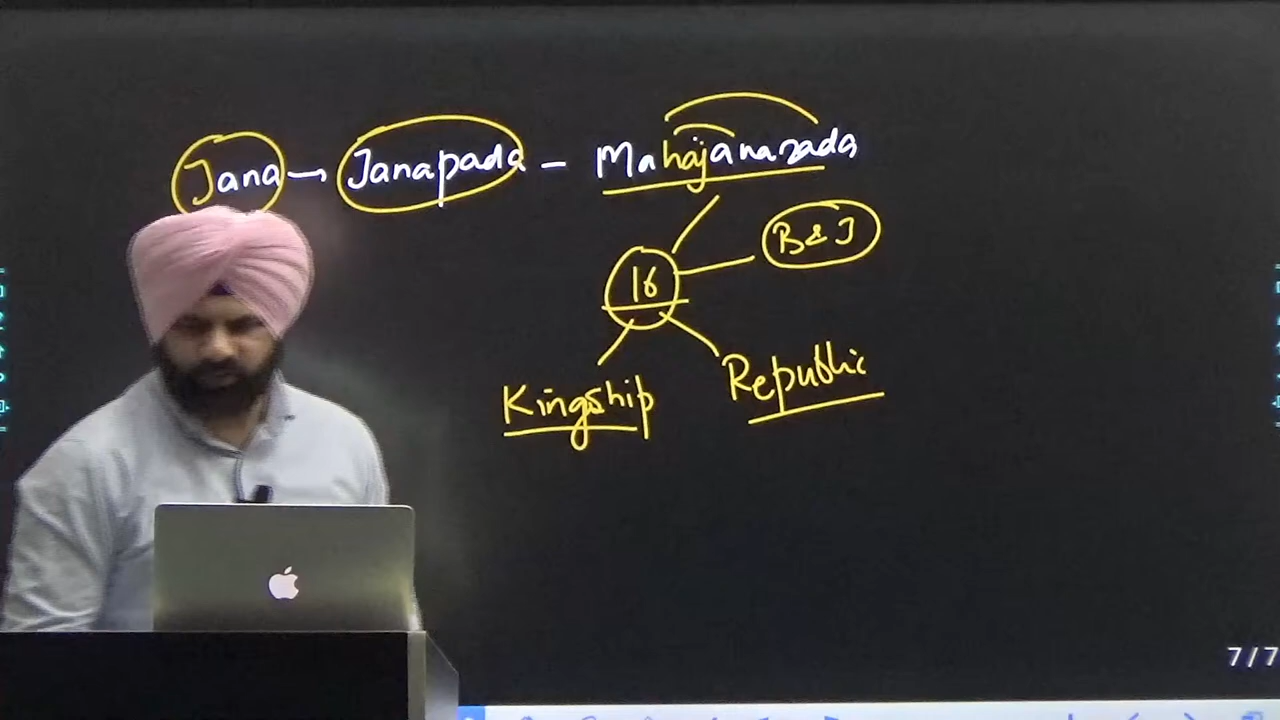 Jana – Janapada – Mahajanapada
B & J
16
Kingship
Republic
7/7